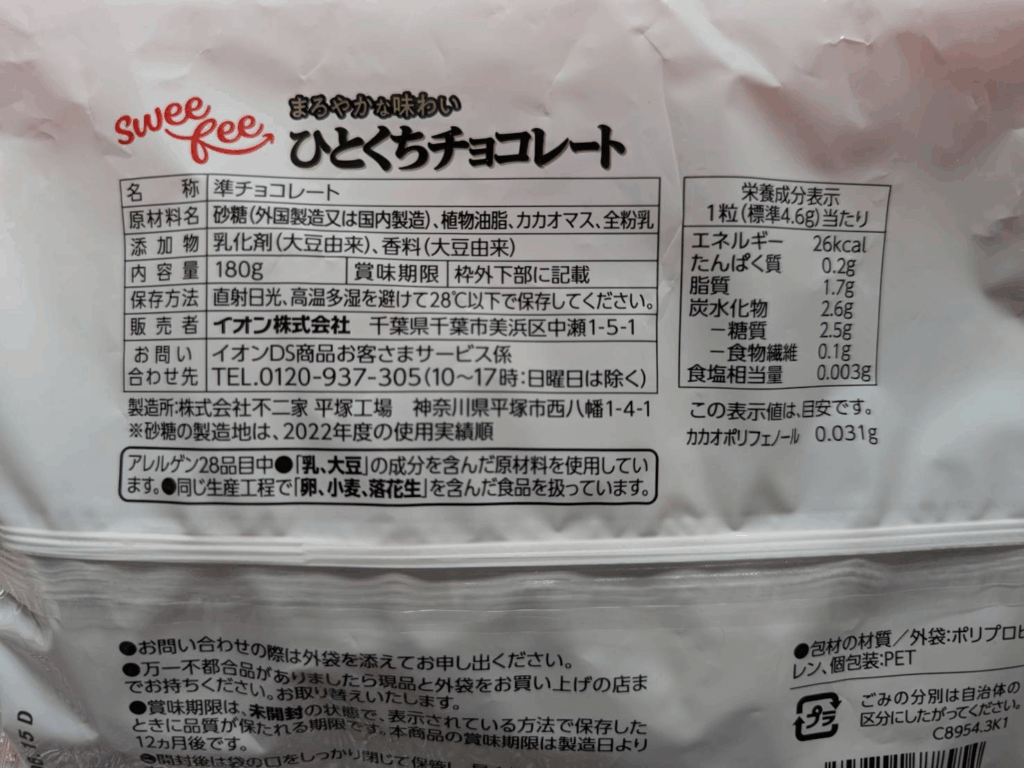 swee fee
まろやかな味わい
ひとくちチョコレート
名称 準チョコレート
原材料名 砂糖(外国製造又は国内製造)、植物油脂、カカオマス、全粉乳
添加物 乳化剤(大豆由来)、香料(大豆由来)
内容量 180g 賞味期限 枠外下部に記載
保存方法 直射日光、高温多湿を避けて28℃以下で保存してください。
販売者 イオン株式会社 千葉県千葉市美浜区中瀬1-5-1
お問い合わせ先 イオンDS商品お客さまサービス係
TEL.0120-937-305(10〜17時:日曜日は除く)
製造所:株式会社不二家 平塚工場 神奈川県平塚市西八幡1-4-1
※砂糖の製造地は、2022年度の使用実績順
アレルゲン28品目中●「乳、大豆」の成分を含んだ原材料を使用してい
ます。●同じ生産工程で「卵、小麦、落花生」を含んだ食品を扱っています。
栄養成分表示
1粒(標準4.6g)当たり
エネルギー 26kcal
たんぱく質 0.2g
脂質 1.7g
炭水化物 2.6g
−糖質 2.5g
−食物繊維 0.1g
食塩相当量 0.003g
この表示値は、目安です。
カカオポリフェノール 0.031g
●お問い合わせの際は外袋を添えてお申し出ください。
●万一不都合品がありましたら現品と外袋をお買い上げの店ま
でお持ちください。お取り替えいたします。
●賞味期限は、未開封の状態で、表示されている方法で保存した
ときに品質が保たれる期限です。本商品の賞味期限は製造日より
12ヵ月後です。
●開封後は袋の口をしっかり閉じて保管し、
●包材の材質/外袋:ポリプロピ
レン、個包装:PET
プラ
ごみの分別は自治体の
区分にしたがってください。
C8954.3K1
15 D